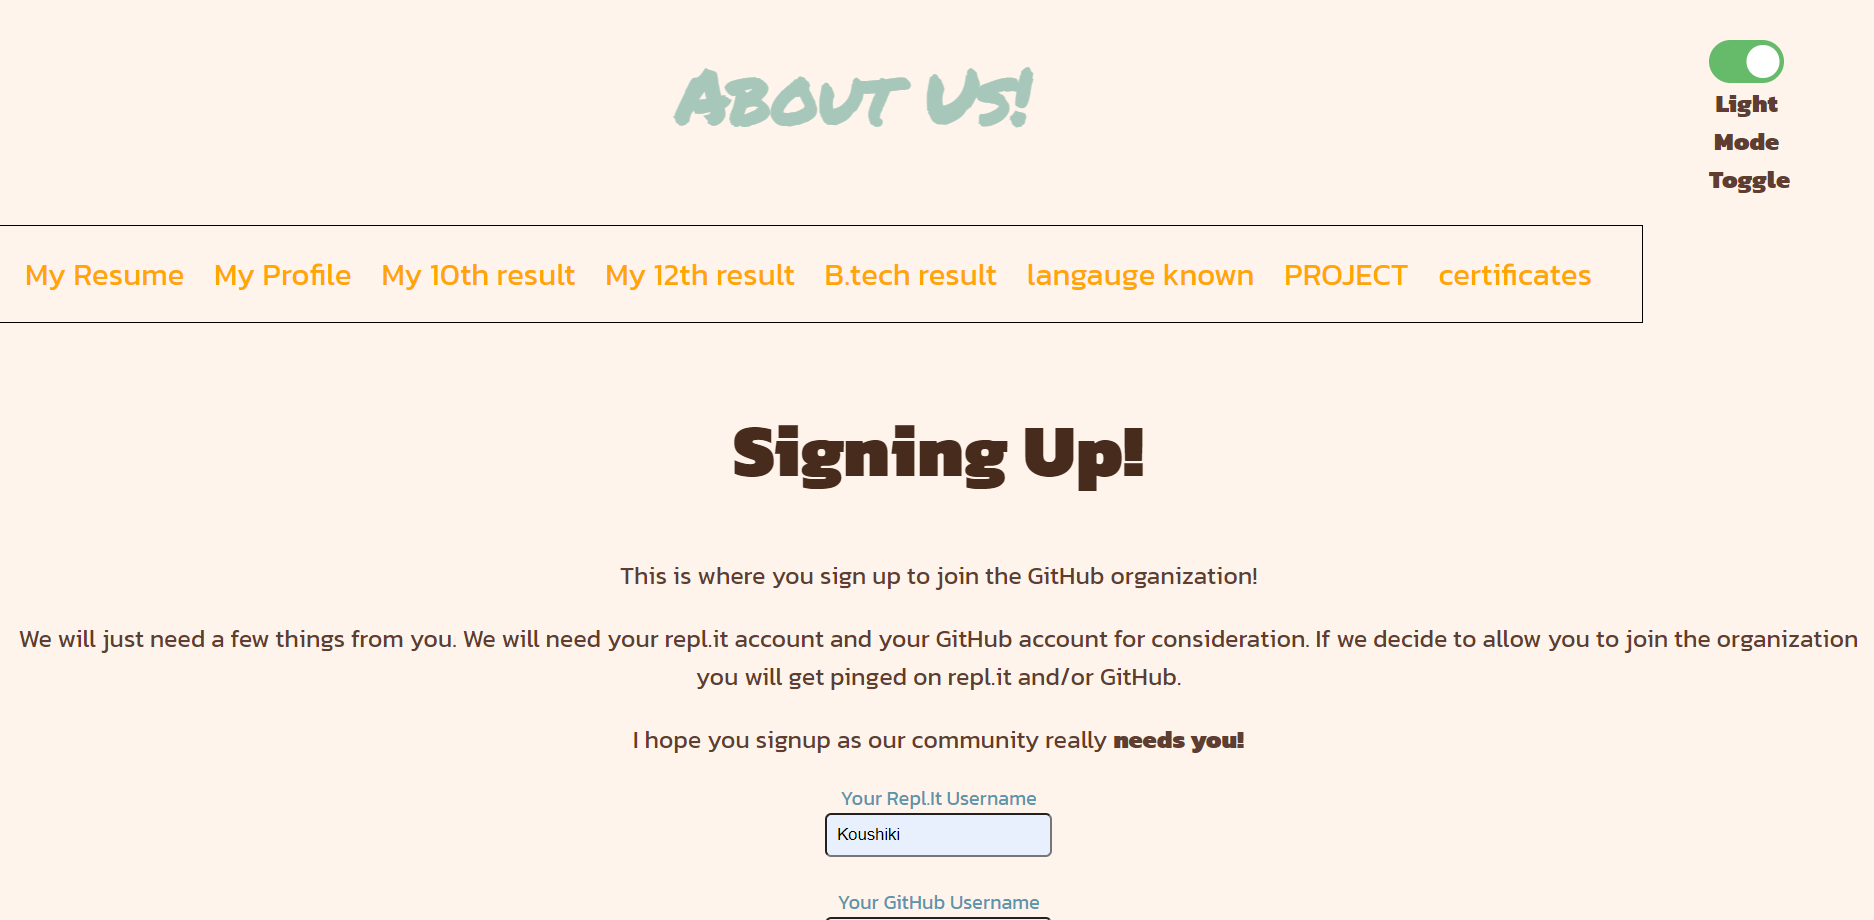 About Us!
Light
Mode
Toggle
My Resume My Profile My 10th result My 12th result B.tech result langauge known PROJECT certificates
Signing Up!
This is where you sign up to join the GitHub organization!
We will just need a few things from you. We will need your repl.it account and your GitHub account for consideration. If we decide to allow you to join the organization
you will get pinged on repl.it and/or GitHub.
I hope you signup as our community really needs you!
Your Repl.It Username
Koushiki
Your GitHub Username